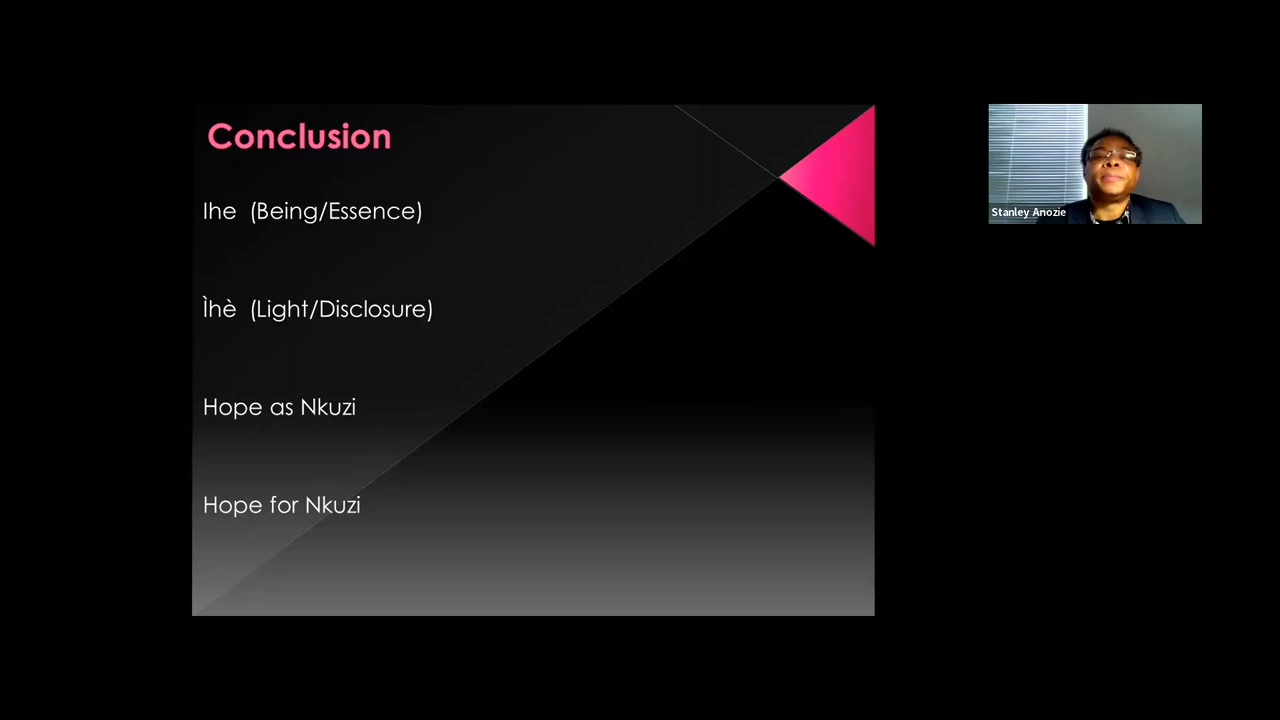 Conclusion
Ihe (Being/Essence)
Ìhè (Light/Disclosure)
Hope as Nkuzi
Hope for Nkuzi
Stanley Anozie